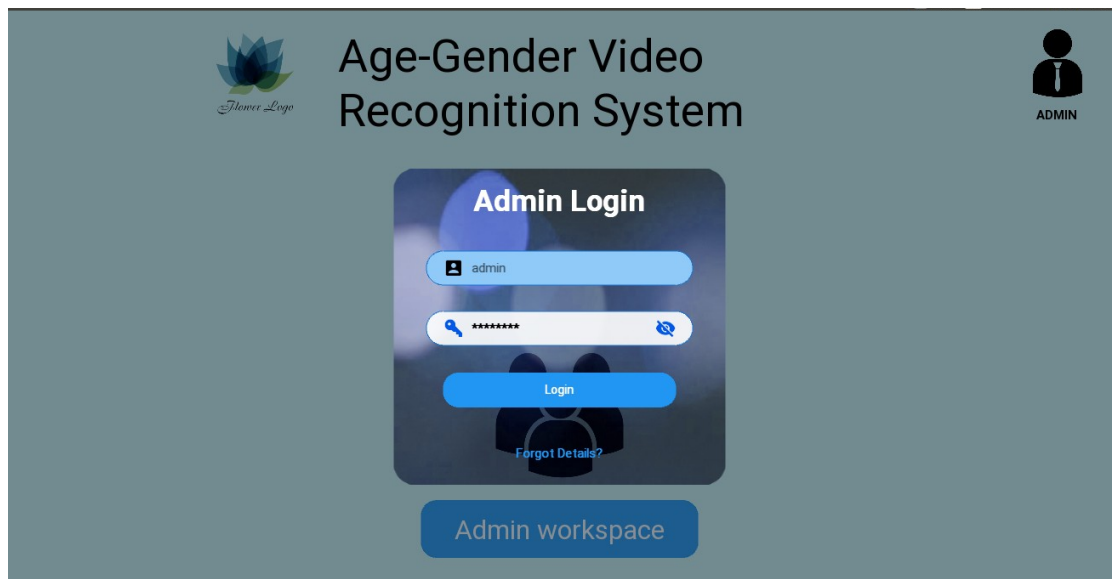 Age-Gender Video
Recognition System
Flower Logo
ADMIN
Admin Login
admin
********
Login
Forgot Details?
Admin workspace